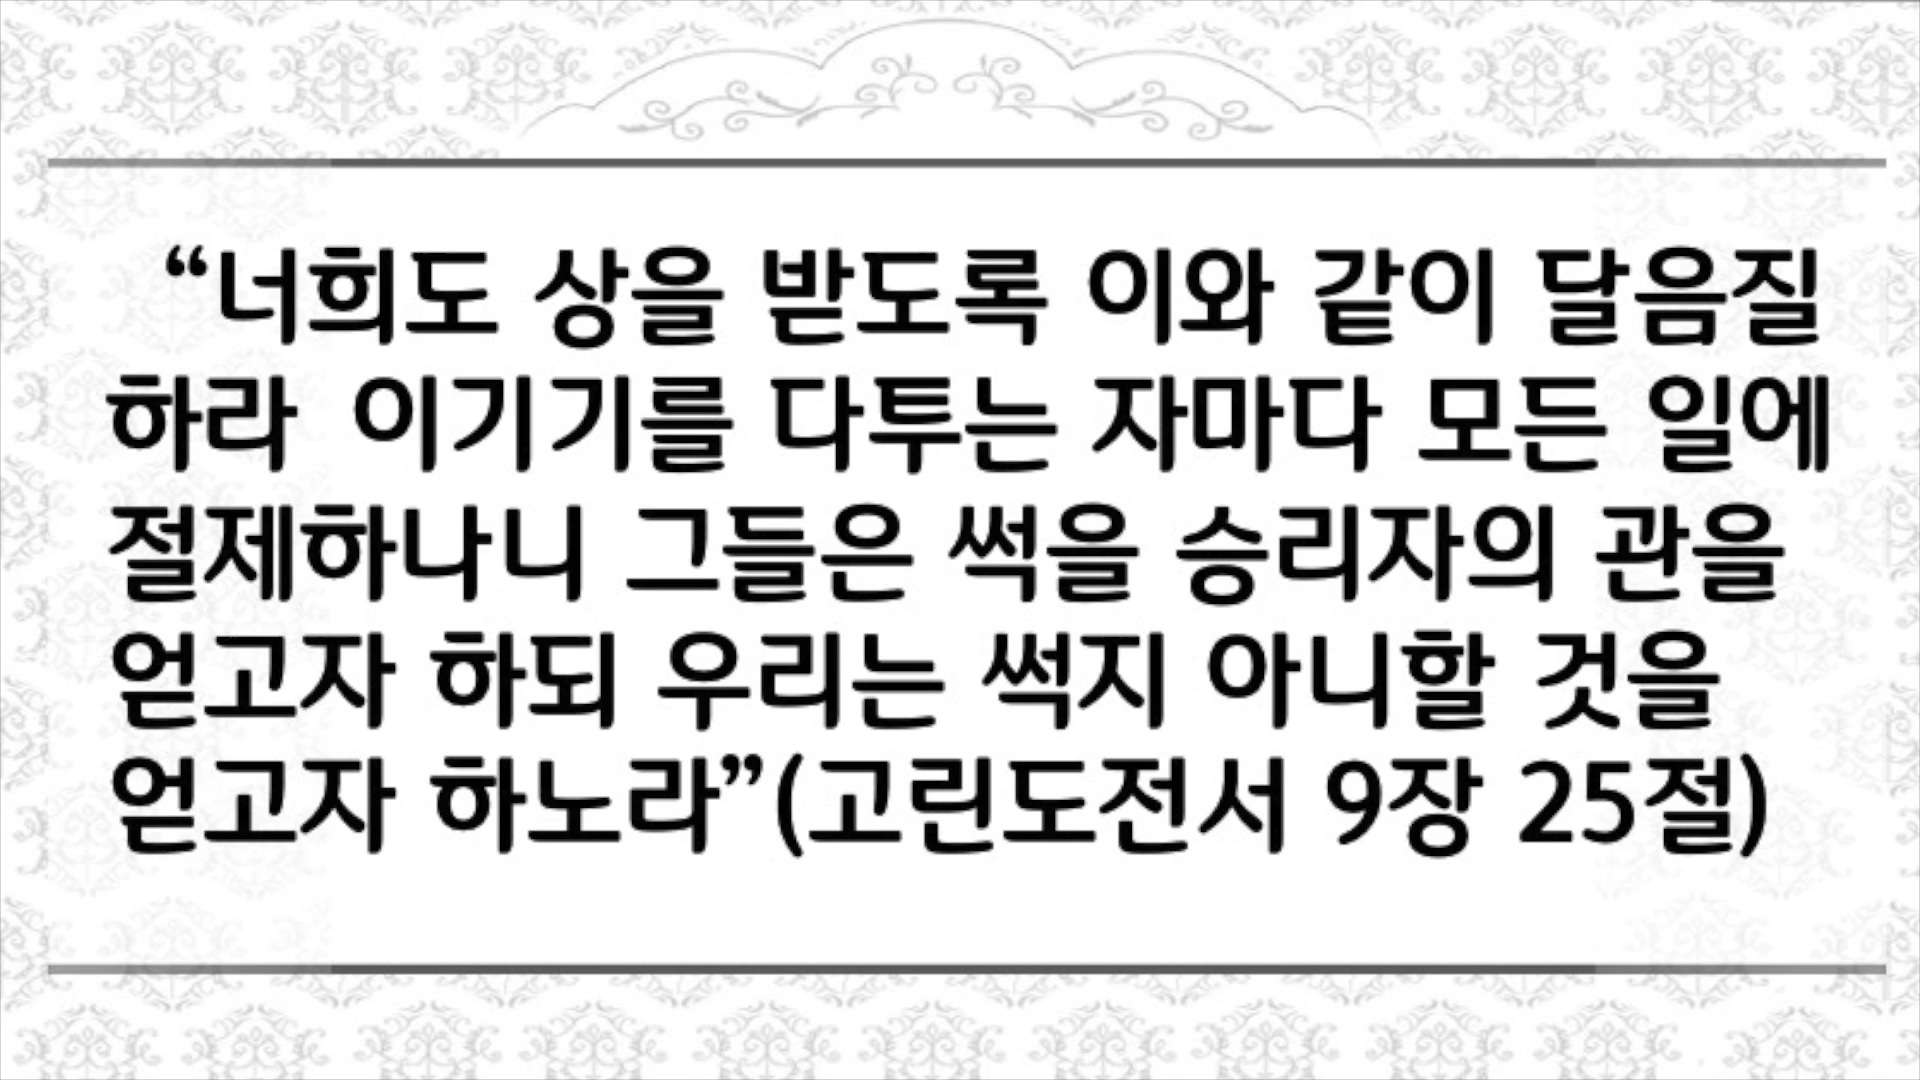 “너희도 상을 받도록 이와 같이 달음질
하라 이기기를 다투는 자마다 모든 일에
절제하나니 그들은 썩을 승리자의 관을
얻고자 하되 우리는 썩지 아니할 것을
얻고자 하노라”(고린도전서 9장 25절)